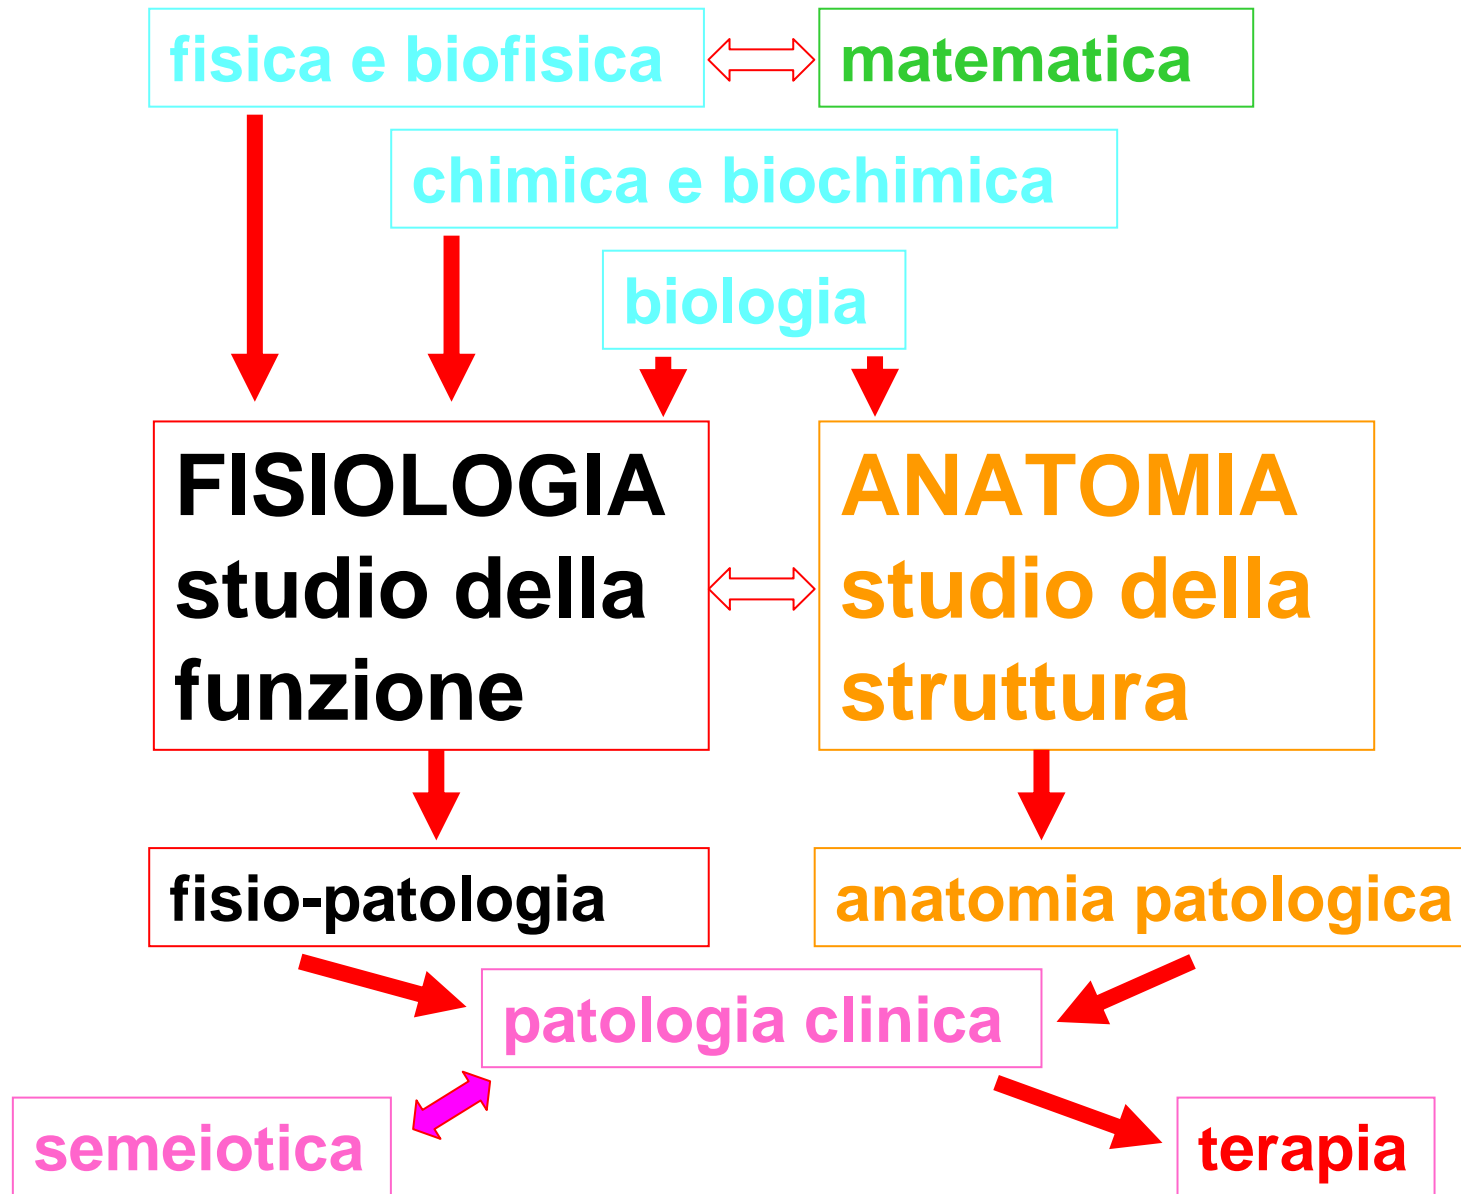 fisica e biofisica
matematica
chimica e biochimica
biologia
FISIOLOGIA
studio della
funzione
ANATOMIA
studio della
struttura
fisio-patologia
anatomia patologica
patologia clinica
semeiotica
terapia